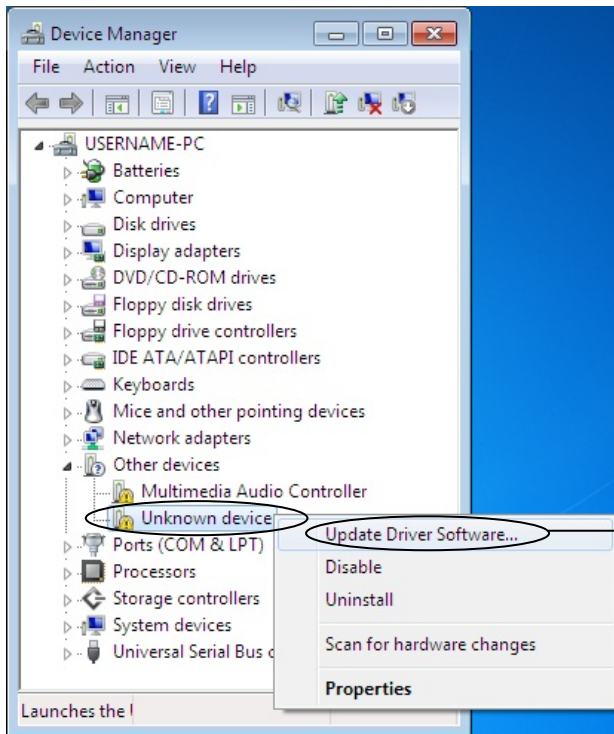 Device Manager
File Action View Help
USERNAME-PC
Batteries
Computer
Disk drives
Display adapters
DVD/CD-ROM drives
Floppy disk drives
Floppy drive controllers
IDE ATA/ATAPI controllers
Keyboards
Mice and other pointing devices
Network adapters
Other devices
Multimedia Audio Controller
Unknown device
Update Driver Software...
Ports (COM & LPT)
Disable
Processors
Uninstall
Storage controllers
System devices
Scan for hardware changes
Universal Serial Bus
Properties
Launches the